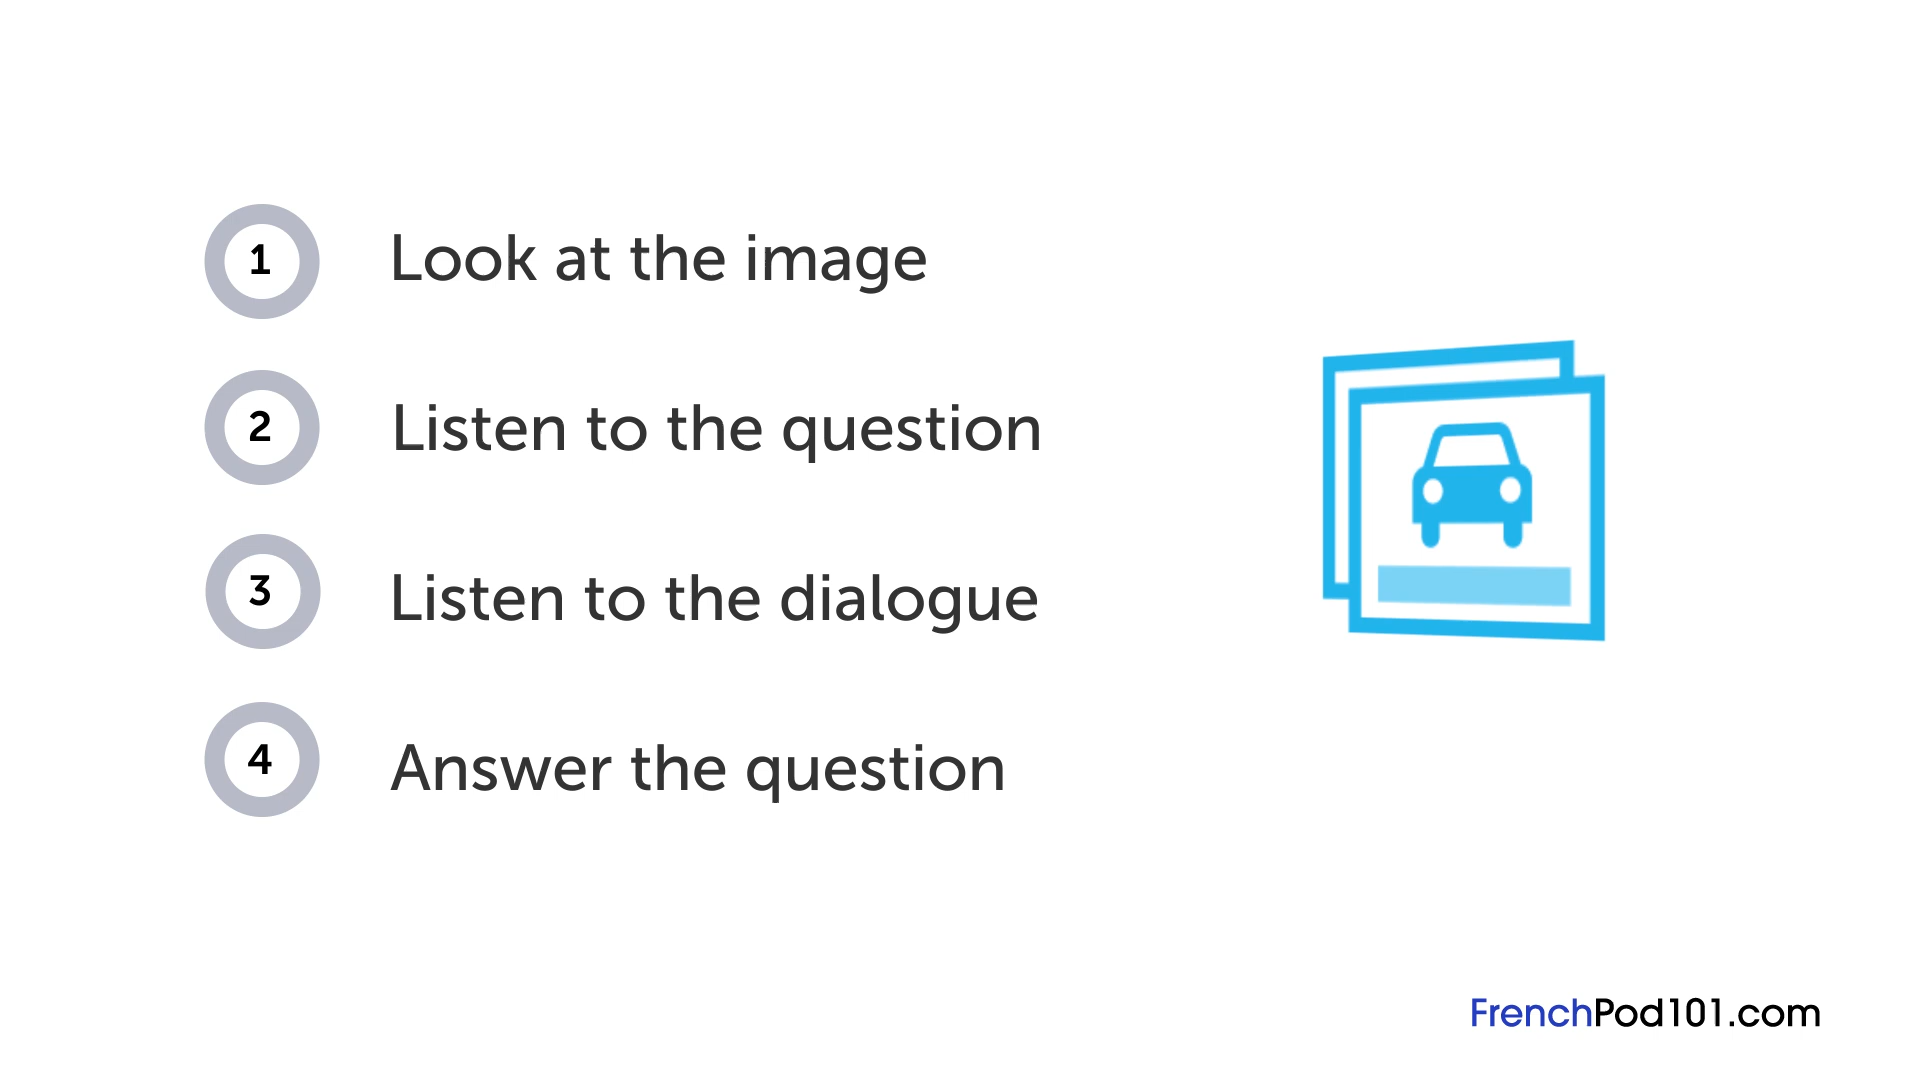 1 Look at the image
2 Listen to the question
3 Listen to the dialogue
4 Answer the question
FrenchPod101.com